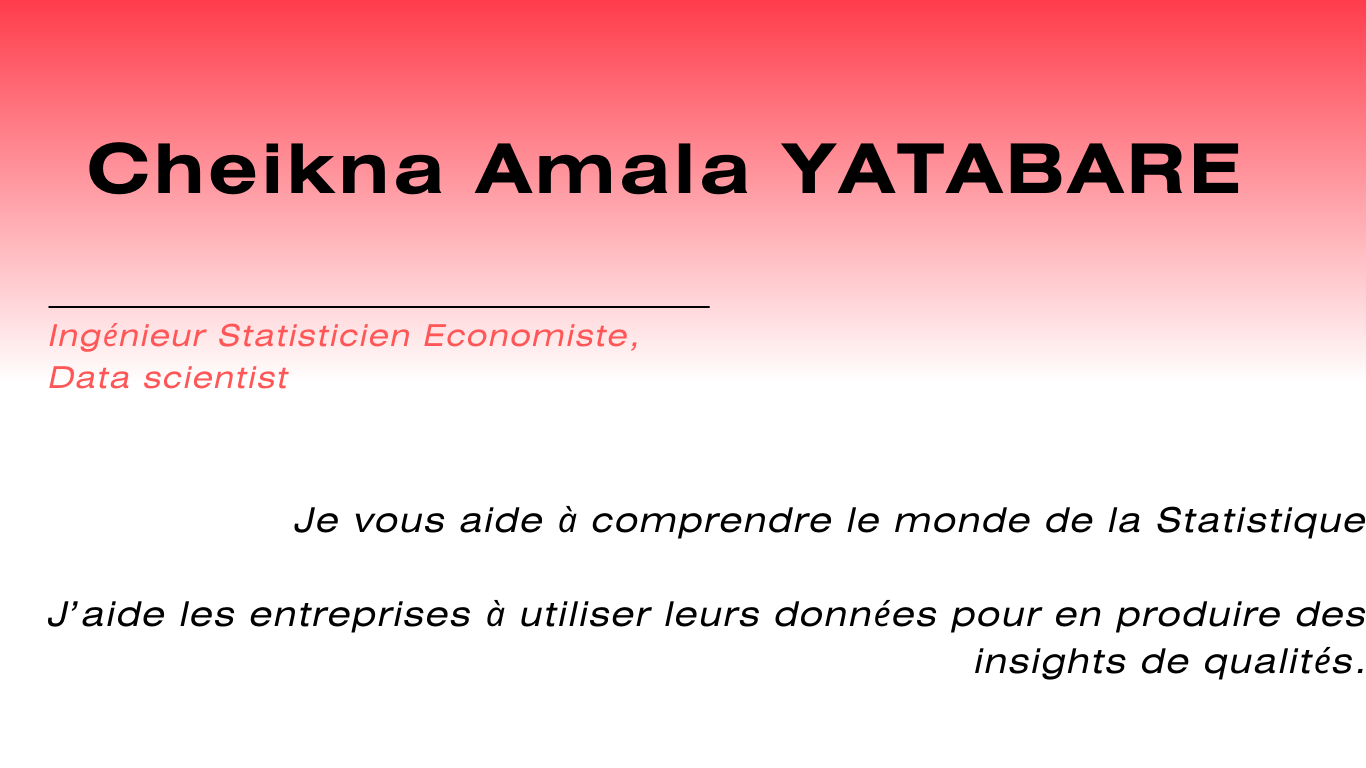 Cheikna Amala YATABARE
Ingénieur Statisticien Economiste,
Data scientist
Je vous aide à comprendre le monde de la Statistique
J’aide les entreprises à utiliser leurs données pour en produire des
insights de qualités.